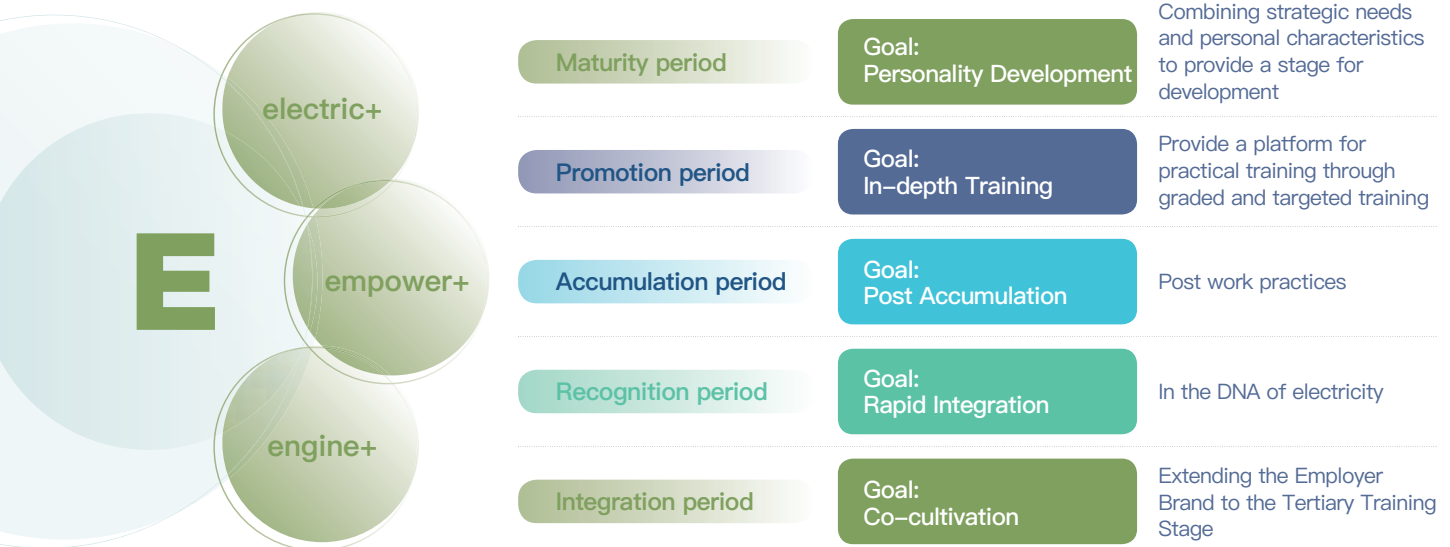 E
electric+
empower+
engine+
Maturity period
Goal:
Personality Development
Combining strategic needs
and personal characteristics
to provide a stage for
development
Promotion period
Goal:
In-depth Training
Provide a platform for
practical training through
graded and targeted training
Accumulation period
Goal:
Post Accumulation
Post work practices
Recognition period
Goal:
Rapid Integration
In the DNA of electricity
Integration period
Goal:
Co-cultivation
Extending the Employer
Brand to the Tertiary Training
Stage